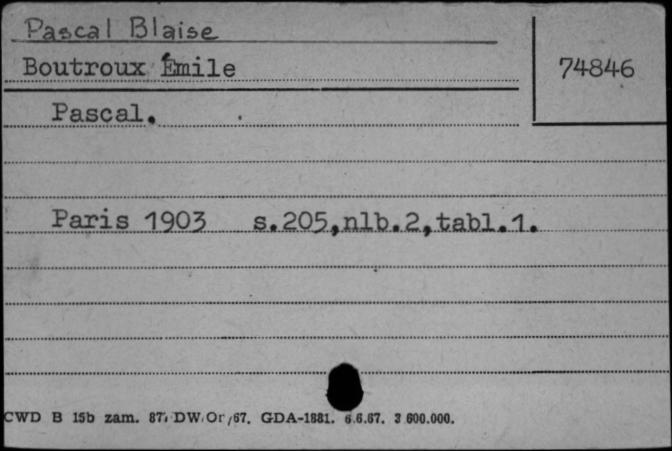 Pascal Blaise
Boutroux Émile
74846
Pascal.
Paris 1903 s.205,nlb.2,tabl.1.
CWD B 15b zam. 87/DW/Or/67. GDA-1881. 6.6.67. 3 600.000.